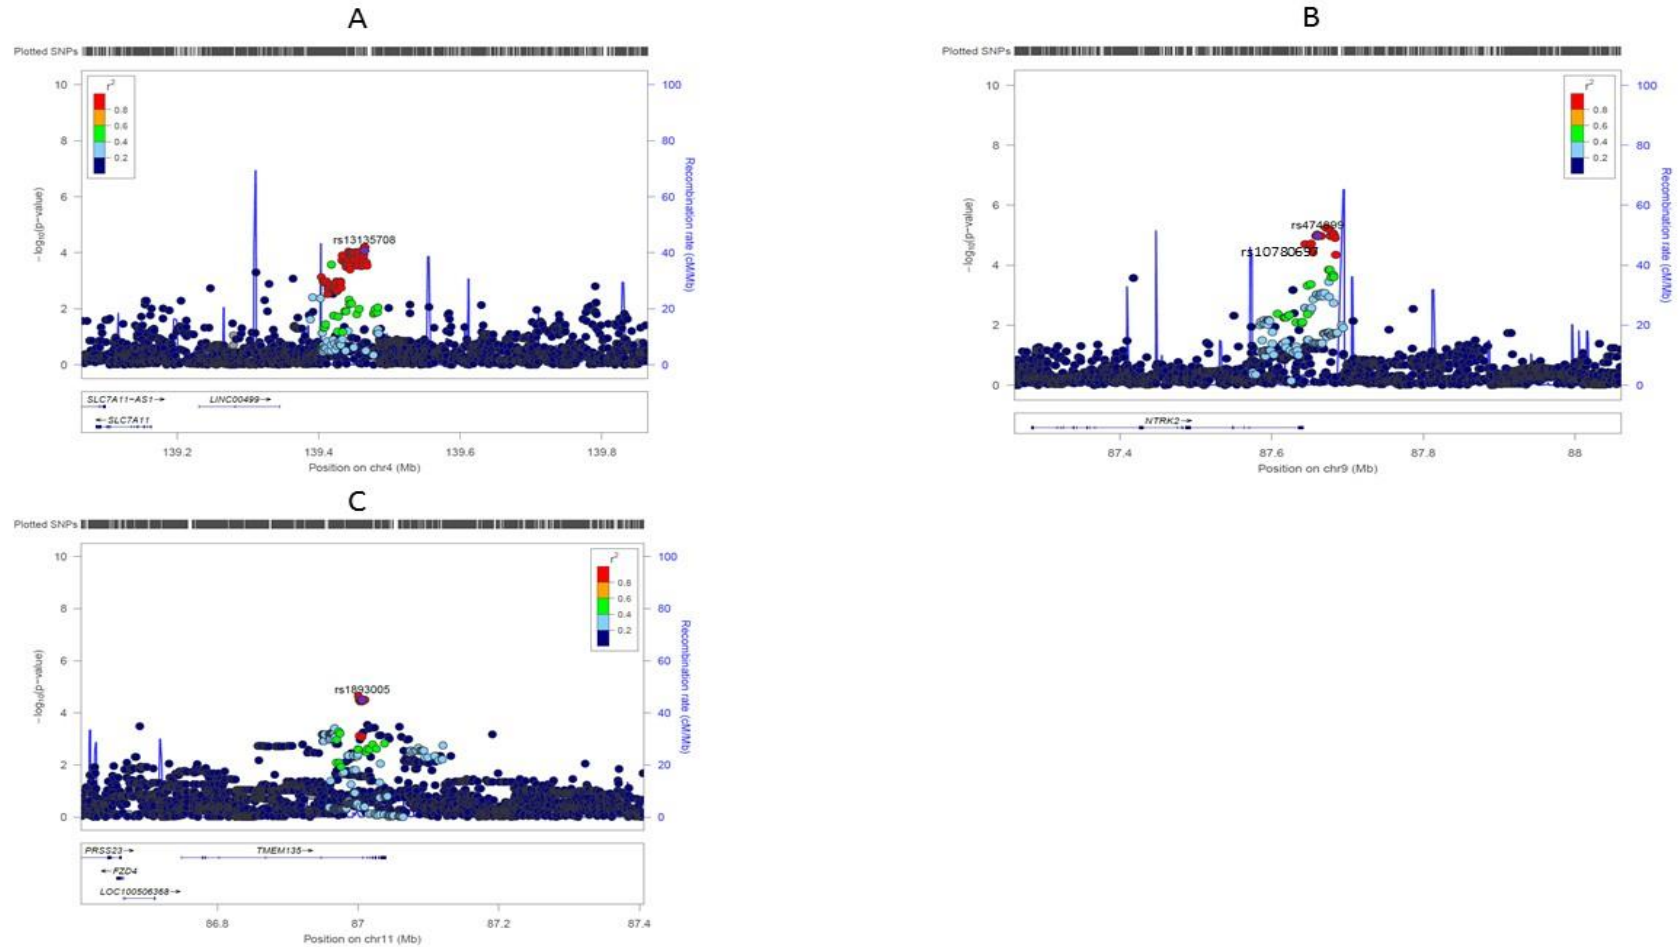 A
Plotted SNPs
10
8
6
4
2
0
− log10(p−value)
r2
0.8
0.6
0.4
0.2
rs13135708
100
80
60
40
20
0
Recombination rate (cM/Mb)
SLC7A11−AS1→
LINC00499→
←SLC7A11
139.2
139.4
139.6
139.8
Position on chr4 (Mb)
B
Plotted SNPs
10
8
6
4
2
0
− log10(p−value)
r2
0.8
0.6
0.4
0.2
rs474899
rs10780697
100
80
60
40
20
0
Recombination rate (cM/Mb)
NTRK2→
87.4
87.6
87.8
88
Position on chr9 (Mb)
C
Plotted SNPs
10
8
6
4
2
0
− log10(p−value)
r2
0.8
0.6
0.4
0.2
rs1893005
100
80
60
40
20
0
Recombination rate (cM/Mb)
PRSS23→
TMEM135→
←FZD4
LOC100506368→
86.8
87
87.2
87.4
Position on chr11 (Mb)